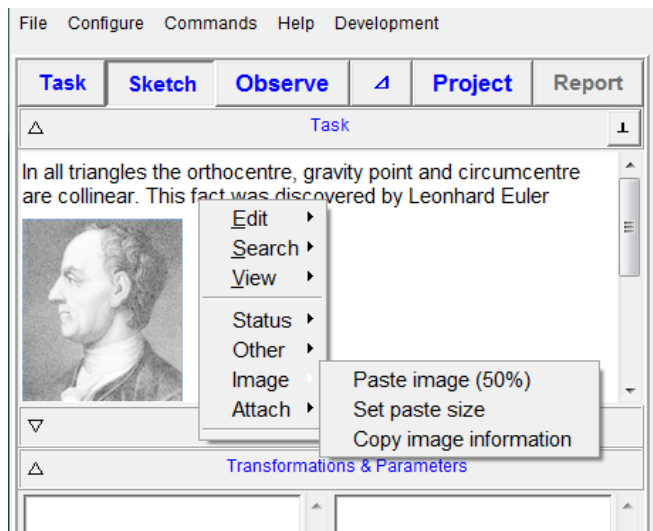 File Configure Commands Help Development
Task Sketch Observe ⊿ Project Report
Task
In all triangles the orthocentre, gravity point and circumcentre
are collinear. This fact was discovered by Leonhard Euler
Edit
Search
View
Status
Other
Image
Attach
Paste image (50%)
Set paste size
Copy image information
Transformations & Parameters